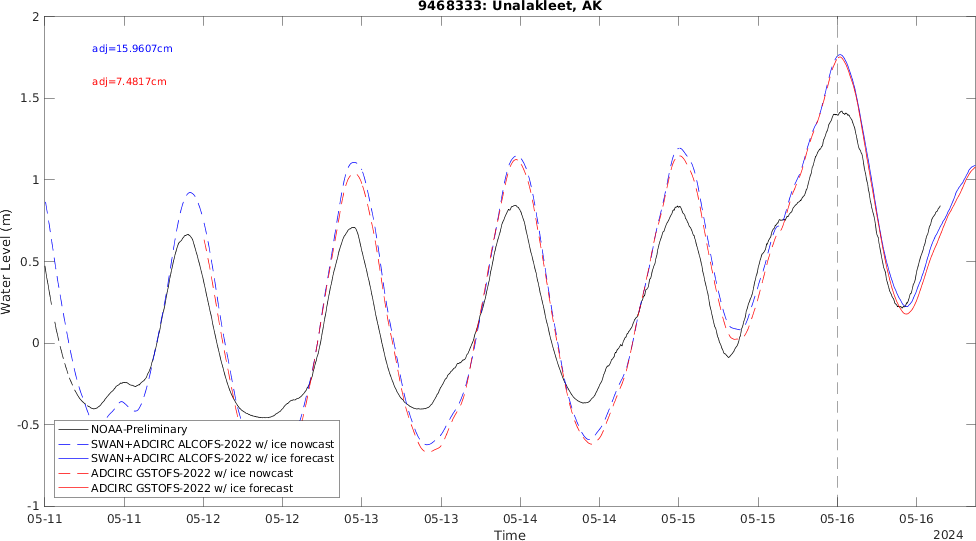 9468333: Unalakleet, AK
2
adj=15.9607cm
adj=7.4817cm
1.5
1
0.5
0
-0.5
-1
Water Level (m)
NOAA-Preliminary
SWAN+ADCIRC ALCOFS-2022 w/ ice nowcast
SWAN+ADCIRC ALCOFS-2022 w/ ice forecast
ADCIRC GSTOFS-2022 w/ ice nowcast
ADCIRC GSTOFS-2022 w/ ice forecast
05-11 05-11 05-12 05-12 05-13 05-13 05-14 05-14 05-15 05-15 05-16 05-16
Time
2024